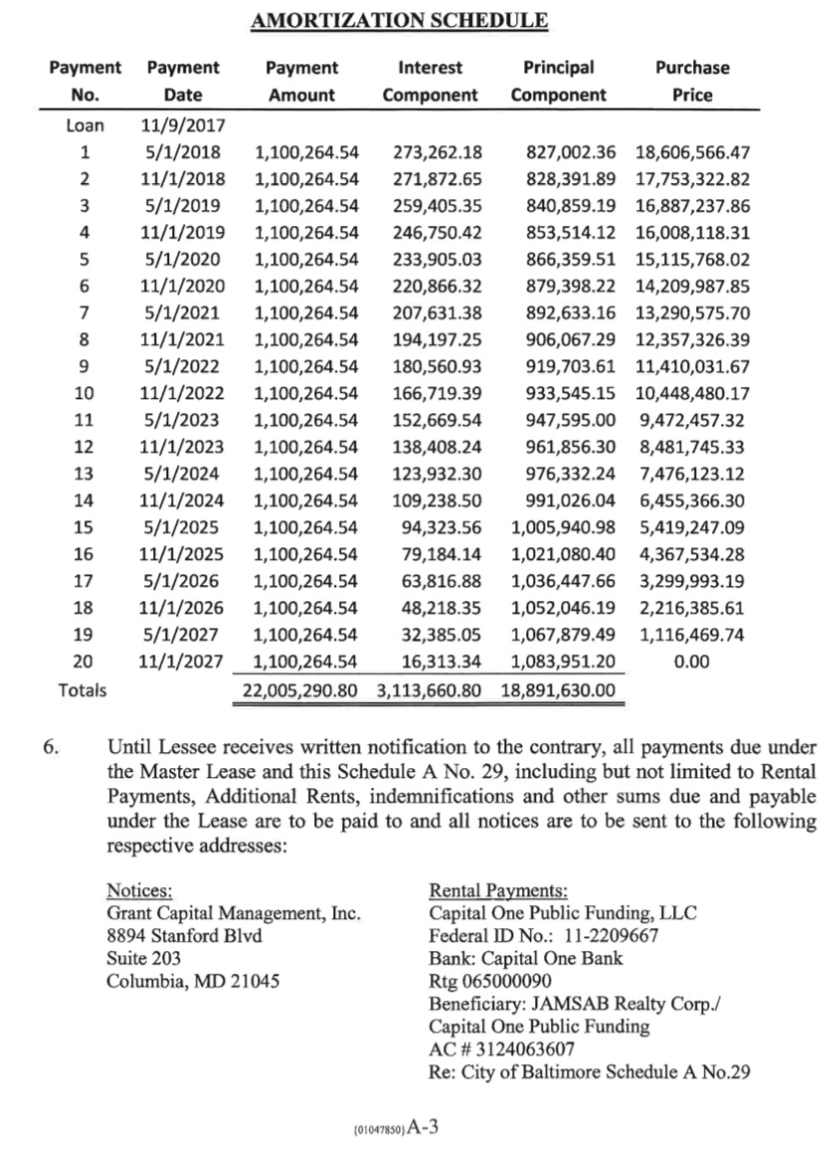 AMORTIZATION SCHEDULE
Payment Payment Payment Interest Principal Purchase
No. Date Amount Component Component Price
Loan 11/9/2017
1 5/1/2018 1,100,264.54 273,262.18 827,002.36 18,606,566.47
2 11/1/2018 1,100,264.54 271,872.65 828,391.89 17,753,322.82
3 5/1/2019 1,100,264.54 259,405.35 840,859.19 16,887,237.86
4 11/1/2019 1,100,264.54 246,750.42 853,514.12 16,008,118.31
5 5/1/2020 1,100,264.54 233,905.03 866,359.51 15,115,768.02
6 11/1/2020 1,100,264.54 220,866.32 879,398.22 14,209,987.85
7 5/1/2021 1,100,264.54 207,631.38 892,633.16 13,290,575.70
8 11/1/2021 1,100,264.54 194,197.25 906,067.29 12,357,326.39
9 5/1/2022 1,100,264.54 180,560.93 919,703.61 11,410,031.67
10 11/1/2022 1,100,264.54 166,719.39 933,545.15 10,448,480.17
11 5/1/2023 1,100,264.54 152,669.54 947,595.00 9,472,457.32
12 11/1/2023 1,100,264.54 138,408.24 961,856.30 8,481,745.33
13 5/1/2024 1,100,264.54 123,932.30 976,332.24 7,476,123.12
14 11/1/2024 1,100,264.54 109,238.50 991,026.04 6,455,366.30
15 5/1/2025 1,100,264.54 94,323.56 1,005,940.98 5,419,247.09
16 11/1/2025 1,100,264.54 79,184.14 1,021,080.40 4,367,534.28
17 5/1/2026 1,100,264.54 63,816.88 1,036,447.66 3,299,993.19
18 11/1/2026 1,100,264.54 48,218.35 1,052,046.19 2,216,385.61
19 5/1/2027 1,100,264.54 32,385.05 1,067,879.49 1,116,469.74
20 11/1/2027 1,100,264.54 16,313.34 1,083,951.20 0.00
Totals 22,005,290.80 3,113,660.80 18,891,630.00
6. Until Lessee receives written notification to the contrary, all payments due under
the Master Lease and this Schedule A No. 29, including but not limited to Rental
Payments, Additional Rents, indemnifications and other sums due and payable
under the Lease are to be paid to and all notices are to be sent to the following
respective addresses:
Notices:
Grant Capital Management, Inc.
8894 Stanford Blvd
Suite 203
Columbia, MD 21045
Rental Payments:
Capital One Public Funding, LLC
Federal ID No.: 11-2209667
Bank: Capital One Bank
Rtg 065000090
Beneficiary: JAMSAB Realty Corp./
Capital One Public Funding
AC # 3124063607
Re: City of Baltimore Schedule A No.29
{01047850}A-3